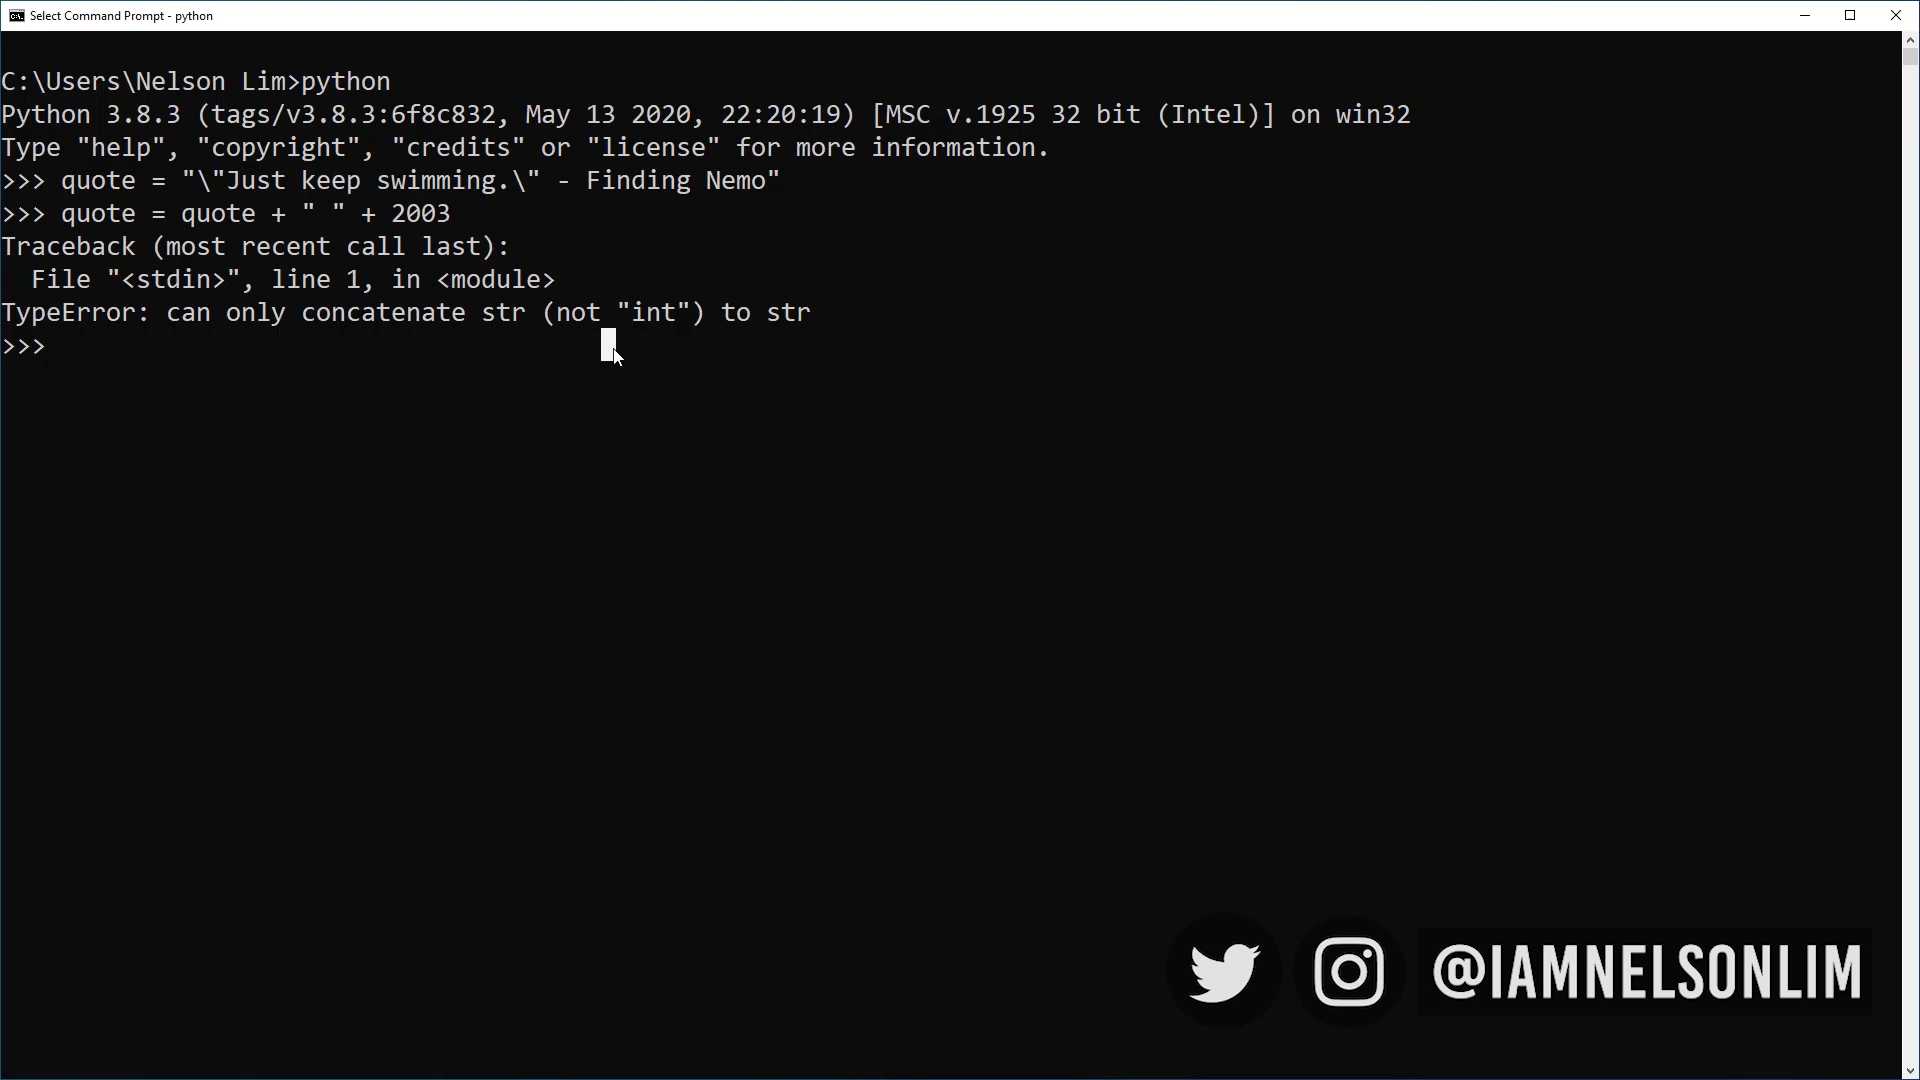 Select Command Prompt - python
C:\Users\Nelson Lim>python
Python 3.8.3 (tags/v3.8.3:6f8c832, May 13 2020, 22:20:19) [MSC v.1925 32 bit (Intel)] on win32
Type "help", "copyright", "credits" or "license" for more information.
>>> quote = "\"Just keep swimming.\" - Finding Nemo"
>>> quote = quote + " " + 2003
Traceback (most recent call last):
  File "<stdin>", line 1, in <module>
TypeError: can only concatenate str (not "int") to str
>>>
@IAMNELSONLIM